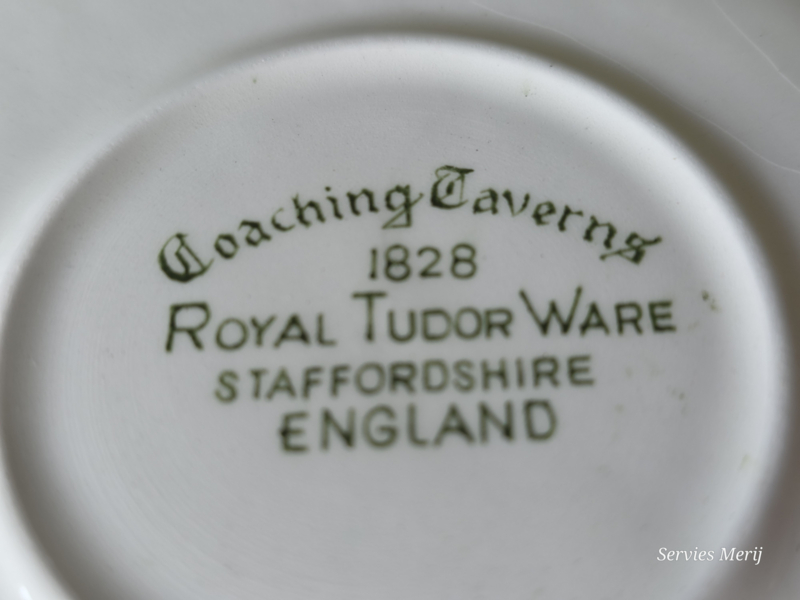 Coaching Taverns
1828
ROYAL TUDOR WARE
STAFFORDSHIRE
ENGLAND
Servies Merij